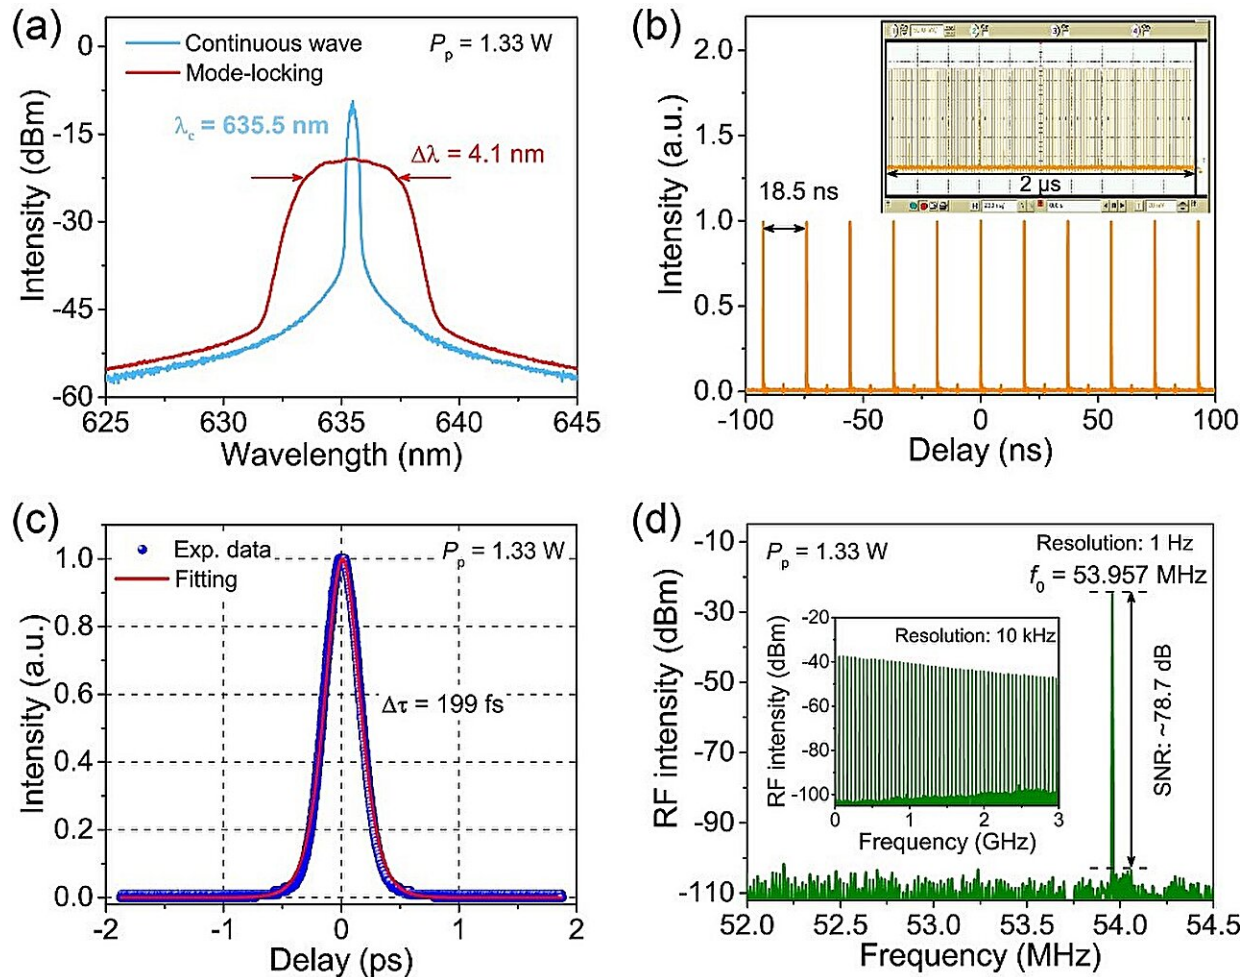 (a)
Continuous wave
Mode-locking
P_p = 1.33 W
λ_c = 635.5 nm
Δλ = 4.1 nm
Intensity (dBm)
0
-15
-30
-45
-60
625
630
635
640
645
Wavelength (nm)
(b)
2 µs
18.5 ns
Intensity (a.u.)
2.0
1.5
1.0
0.5
0.0
-100
-50
0
50
100
Delay (ns)
(c)
Exp. data
Fitting
P_p = 1.33 W
Δτ = 199 fs
Intensity (a.u.)
1.0
0.8
0.6
0.4
0.2
0.0
-2
-1
0
1
2
Delay (ps)
(d)
P_p = 1.33 W
Resolution: 1 Hz
f_0 = 53.957 MHz
SNR: ~78.7 dB
RF intensity (dBm)
-10
-30
-50
-70
-90
-110
52.0
52.5
53.0
53.5
54.0
54.5
Frequency (MHz)
Resolution: 10 kHz
RF intensity (dBm)
-20
-40
-60
-80
-100
0
1
2
3
Frequency (GHz)